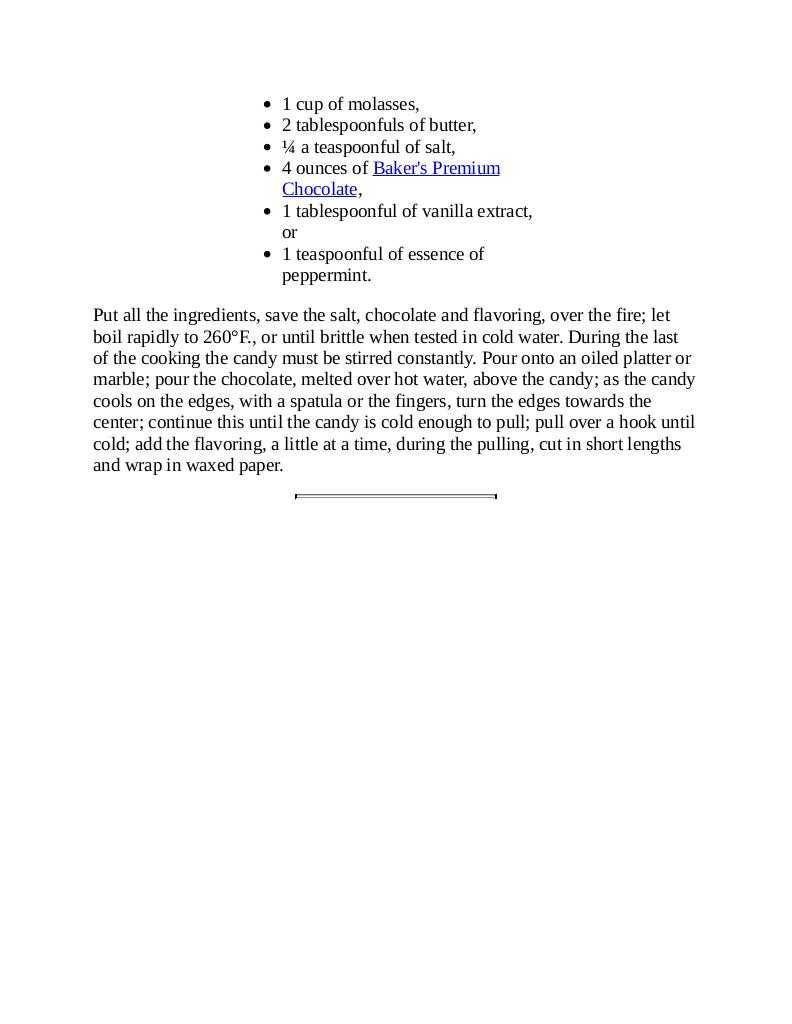 • 1 cup of molasses,
• 2 tablespoonfuls of butter,
• ¼ a teaspoonful of salt,
• 4 ounces of Baker's Premium
Chocolate,
• 1 tablespoonful of vanilla extract,
or
• 1 teaspoonful of essence of
peppermint.
Put all the ingredients, save the salt, chocolate and flavoring, over the fire; let
boil rapidly to 260°F., or until brittle when tested in cold water. During the last
of the cooking the candy must be stirred constantly. Pour onto an oiled platter or
marble; pour the chocolate, melted over hot water, above the candy; as the candy
cools on the edges, with a spatula or the fingers, turn the edges towards the
center; continue this until the candy is cold enough to pull; pull over a hook until
cold; add the flavoring, a little at a time, during the pulling, cut in short lengths
and wrap in waxed paper.